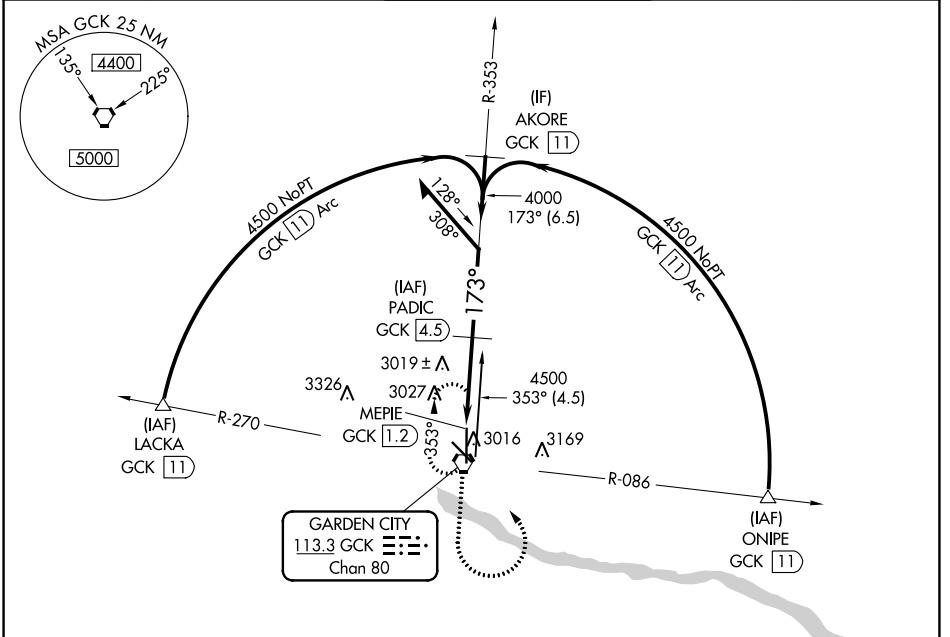 MSA GCK 25 NM
135°
4400
225°
5000
R-353
(IF)
AKORE
GCK 11
4500 NoPT
GCK 11 Arc
128°
308°
4000
173° (6.5)
4500 NoPT
GCK 11 Arc
173°
(IAF)
PADIC
GCK 4.5
3019 ±
3326
3027
4500
353° (4.5)
MEPIE
GCK 1.2
353°
3016
3169
R-270
(IAF)
LACKA
GCK 11
R-086
(IAF)
ONIPE
GCK 11
GARDEN CITY
113.3 GCK
Chan 80